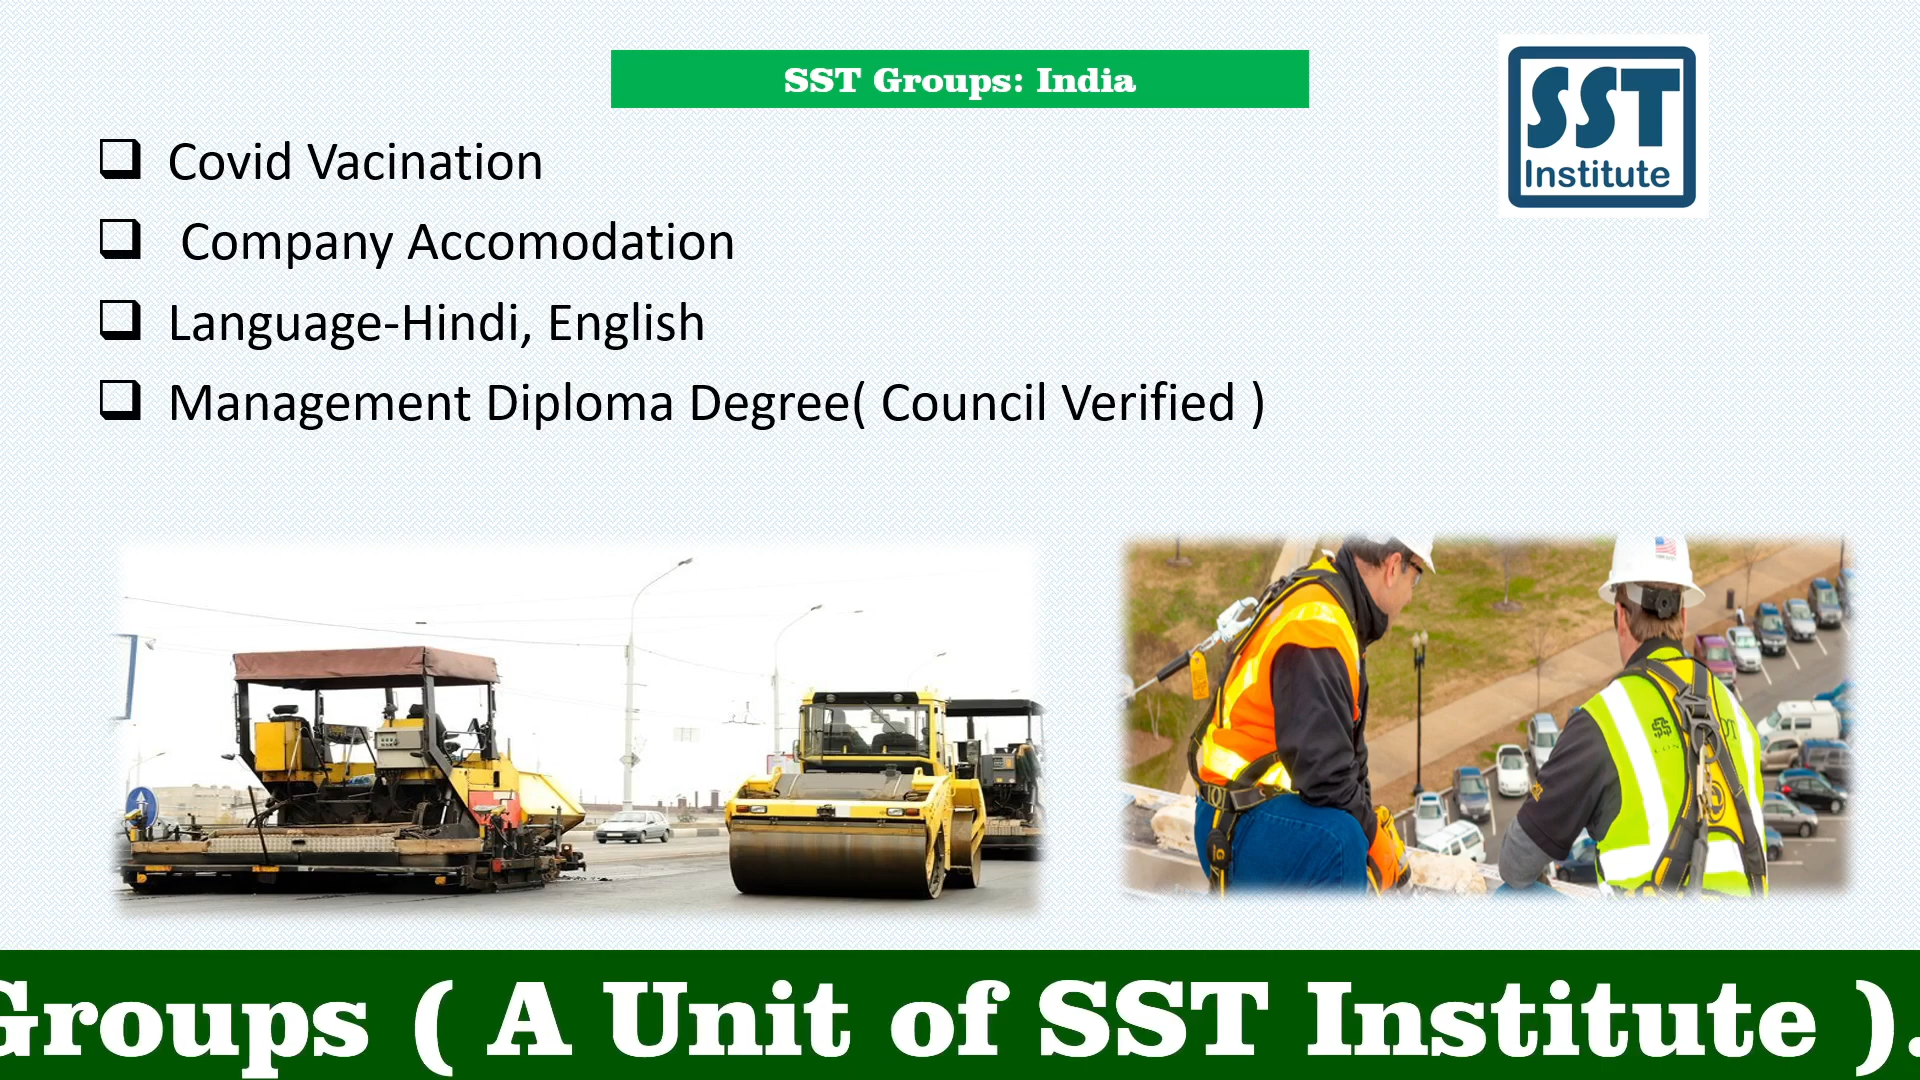 SST Groups: India
SST
Institute
Covid Vacination
Company Accomodation
Language-Hindi, English
Management Diploma Degree( Council Verified )
Groups ( A Unit of SST Institute ).